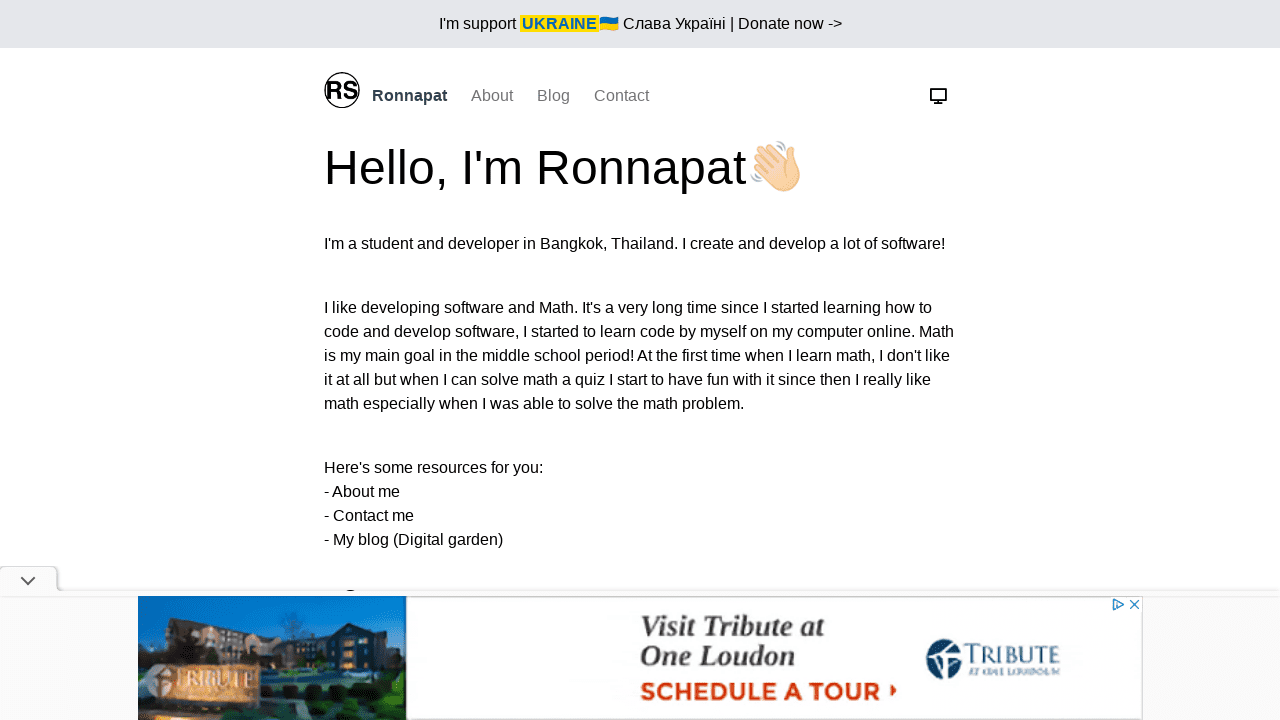 I'm support UKRAINE🇺🇦 Слава Україні | Donate now ->
RS Ronnapat About Blog Contact
Hello, I'm Ronnapat👋🏻
I'm a student and developer in Bangkok, Thailand. I create and develop a lot of software!
I like developing software and Math. It's a very long time since I started learning how to
code and develop software, I started to learn code by myself on my computer online. Math
is my main goal in the middle school period! At the first time when I learn math, I don't like
it at all but when I can solve math a quiz I start to have fun with it since then I really like
math especially when I was able to solve the math problem.
Here's some resources for you:
- About me
- Contact me
- My blog (Digital garden)
TRIBUTE
Visit Tribute at
One Loudon
SCHEDULE A TOUR
TRIBUTE
AT ONE LOUDOUN